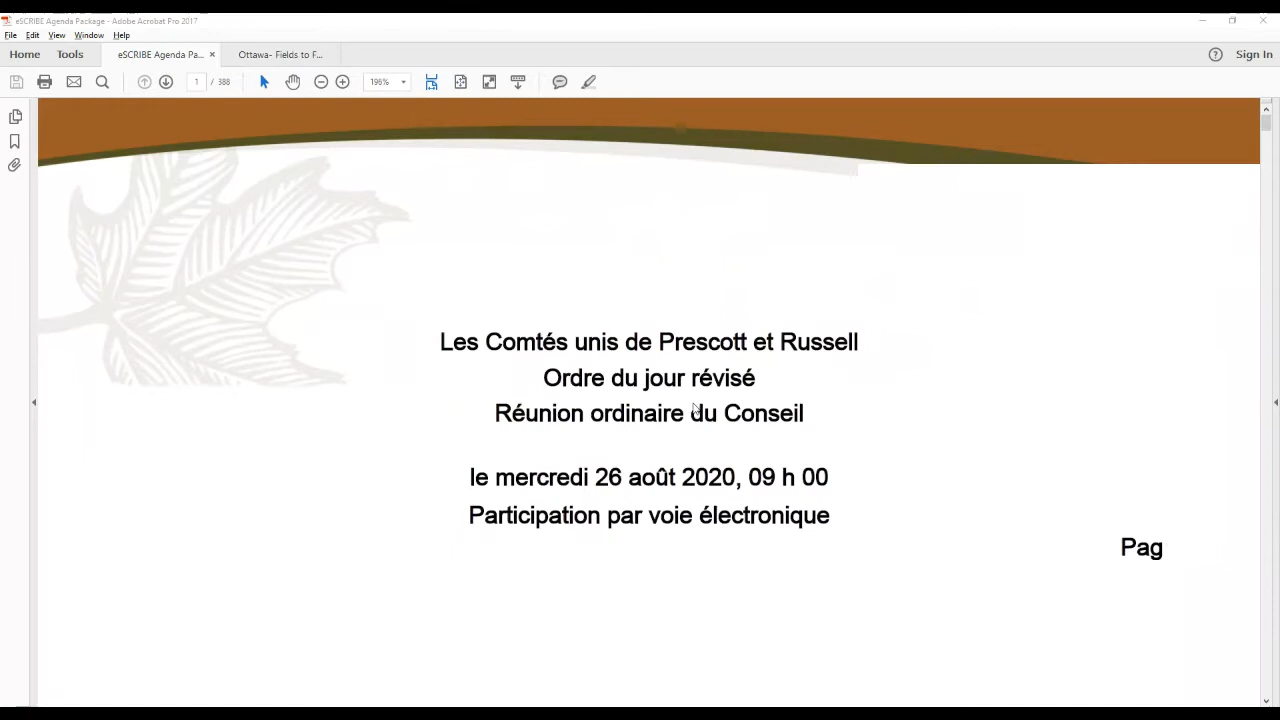 eSCRIBE Agenda Package - Adobe Acrobat Pro 2017
File Edit View Window Help
Home Tools eSCRIBE Agenda Pa... × Ottawa- Fields to F... Sign In
1 / 388 196%
Les Comtés unis de Prescott et Russell
Ordre du jour révisé
Réunion ordinaire du Conseil
le mercredi 26 août 2020, 09 h 00
Participation par voie électronique
Pag